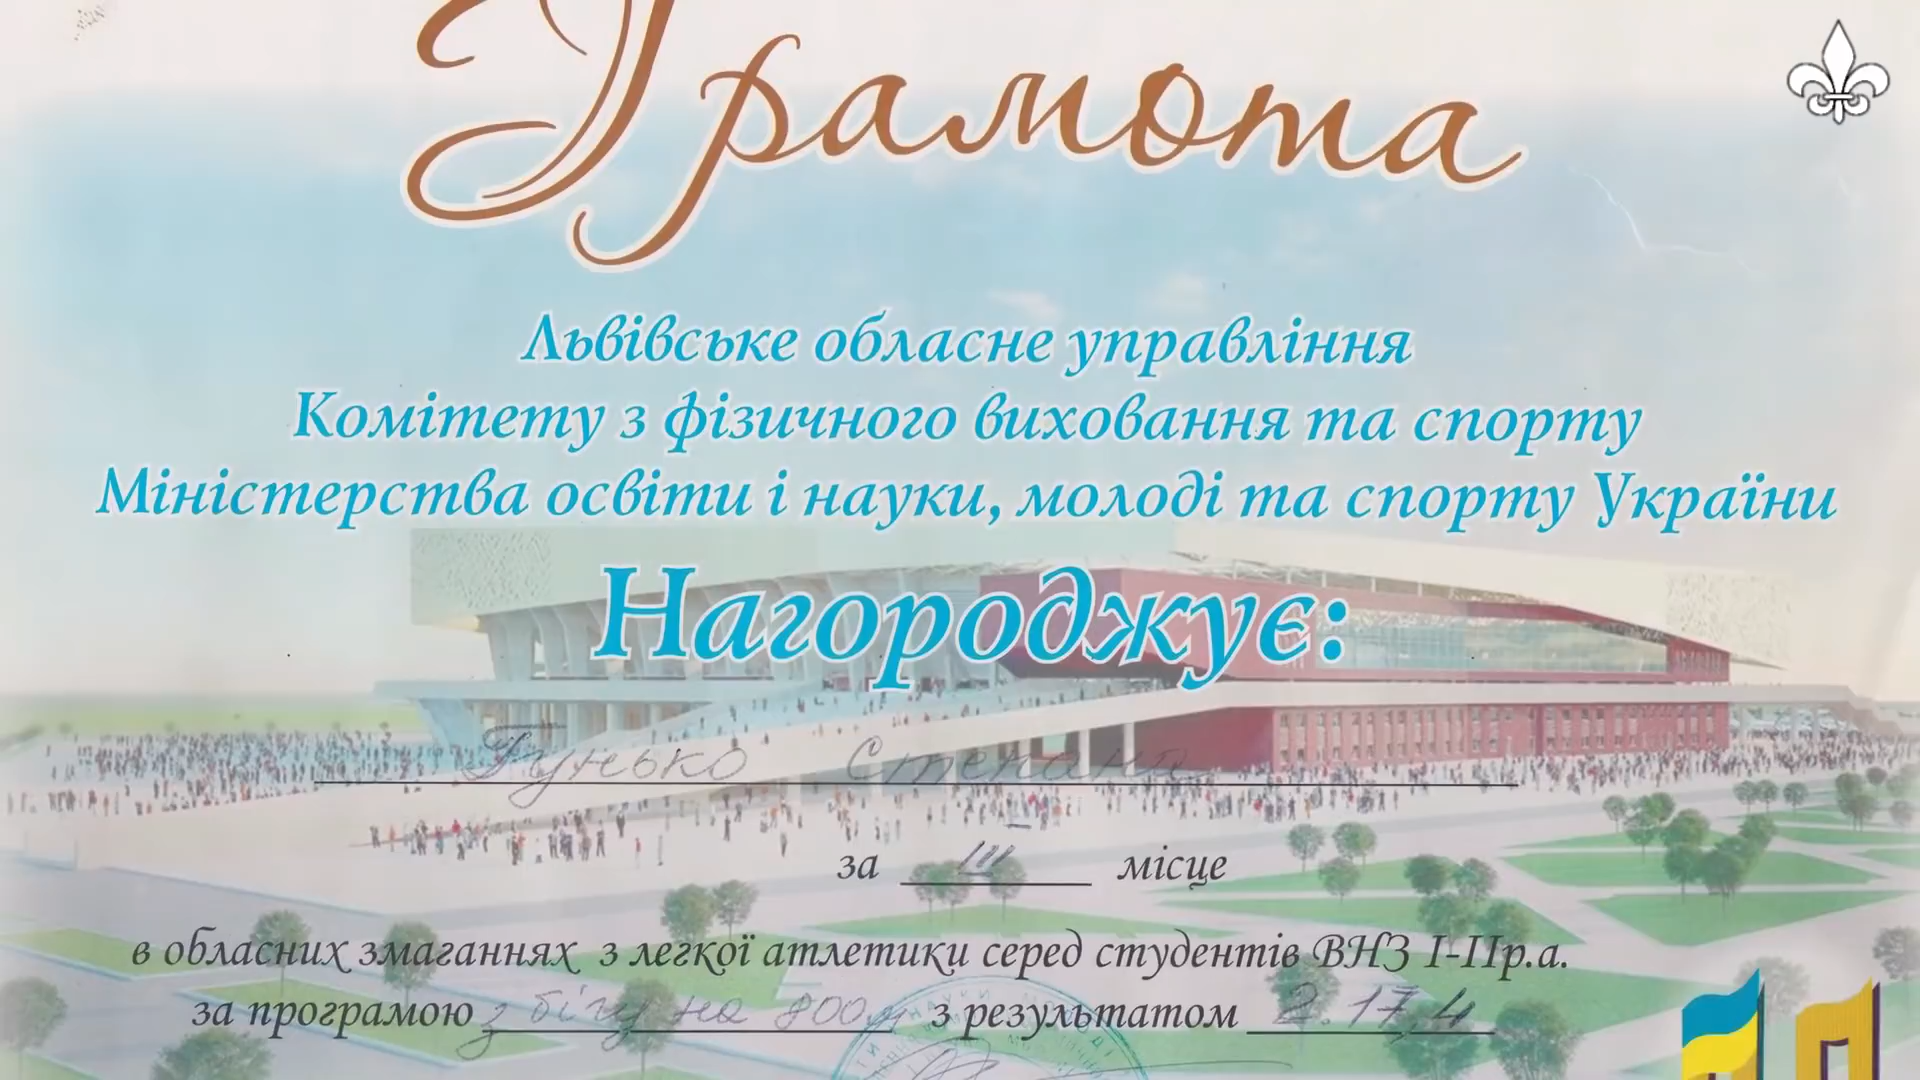 Грамота
Львівське обласне управління
Комітету з фізичного виховання та спорту
Міністерства освіти і науки, молоді та спорту України
Нагороджує:
Гунько Степана
за III місце
в обласних змаганнях з легкої атлетики серед студентів ВНЗ І-ІІр.а.
за програмою з бігу на 800м з результатом 2.17,4